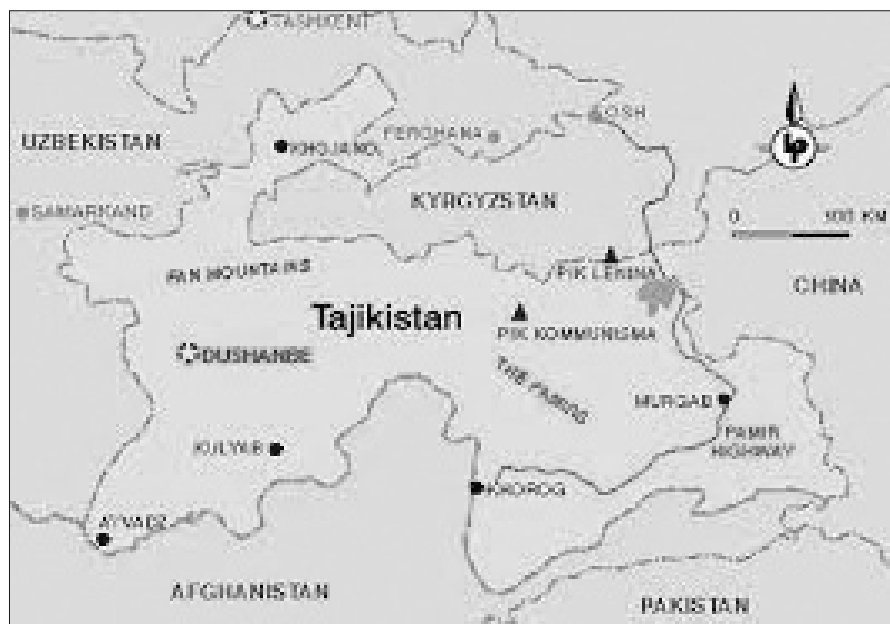 TASHKENT
UZBEKISTAN
KHOJAND
FERGHANA
OSH
SAMARKAND
KYRGYZSTAN
0
KM
FAN MOUNTAINS
PIK LENINA
CHINA
Tajikistan
PIK KOMMUNISMA
DUSHANBE
THE PAMIRS
MURGAB
PAMIR
HIGHWAY
KULYAB
KHOROG
AYVADZ
AFGHANISTAN
PAKISTAN